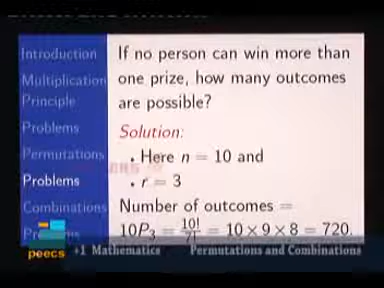 Introduction
Multiplication
Principle
Problems
Permutations
Problems
Combinations
If no person can win more than
one prize, how many outcomes
are possible?
Solution:
• Here n = 10 and
• r = 3
Number of outcomes =
10P₃ = 10!/7! = 10 × 9 × 8 = 720.
peecs
+1 Mathematics
Permutations and Combinations